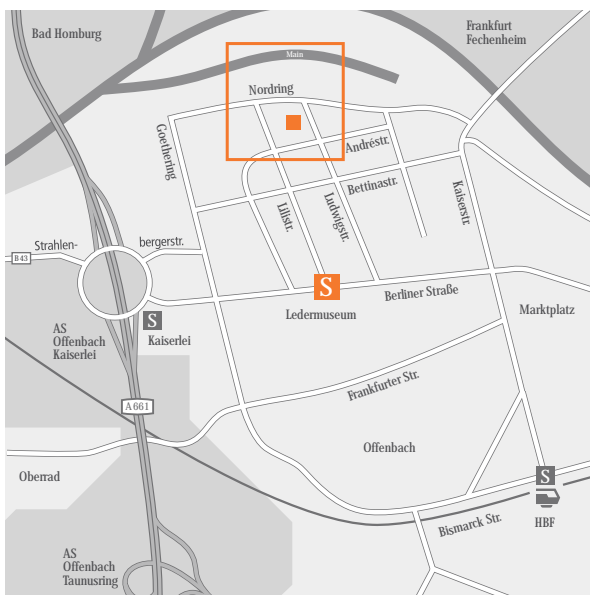 Bad Homburg
Frankfurt
Fechenheim
Main
Nordring
Goethering
Andréstr.
Bettinastr.
Kaiserstr.
Lilistr.
Ludwigstr.
Strahlen-
bergerstr.
B43
S
Berliner Straße
Ledermuseum
Marktplatz
S
Kaiserlei
AS
Offenbach
Kaiserlei
Frankfurter Str.
A661
Offenbach
Oberrad
S
HBF
Bismarck Str.
AS
Offenbach
Taunusring